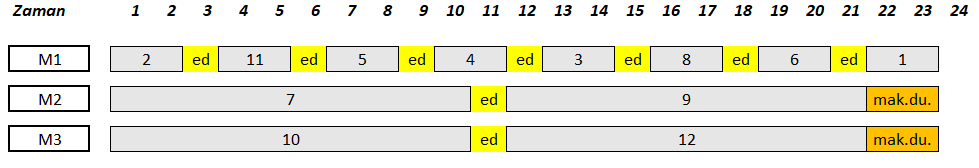 Zaman 1 2 3 4 5 6 7 8 9 10 11 12 13 14 15 16 17 18 19 20 21 22 23 24
M1 2 ed 11 ed 5 ed 4 ed 3 ed 8 ed 6 ed 1
M2 7 ed 9 mak.du.
M3 10 ed 12 mak.du.